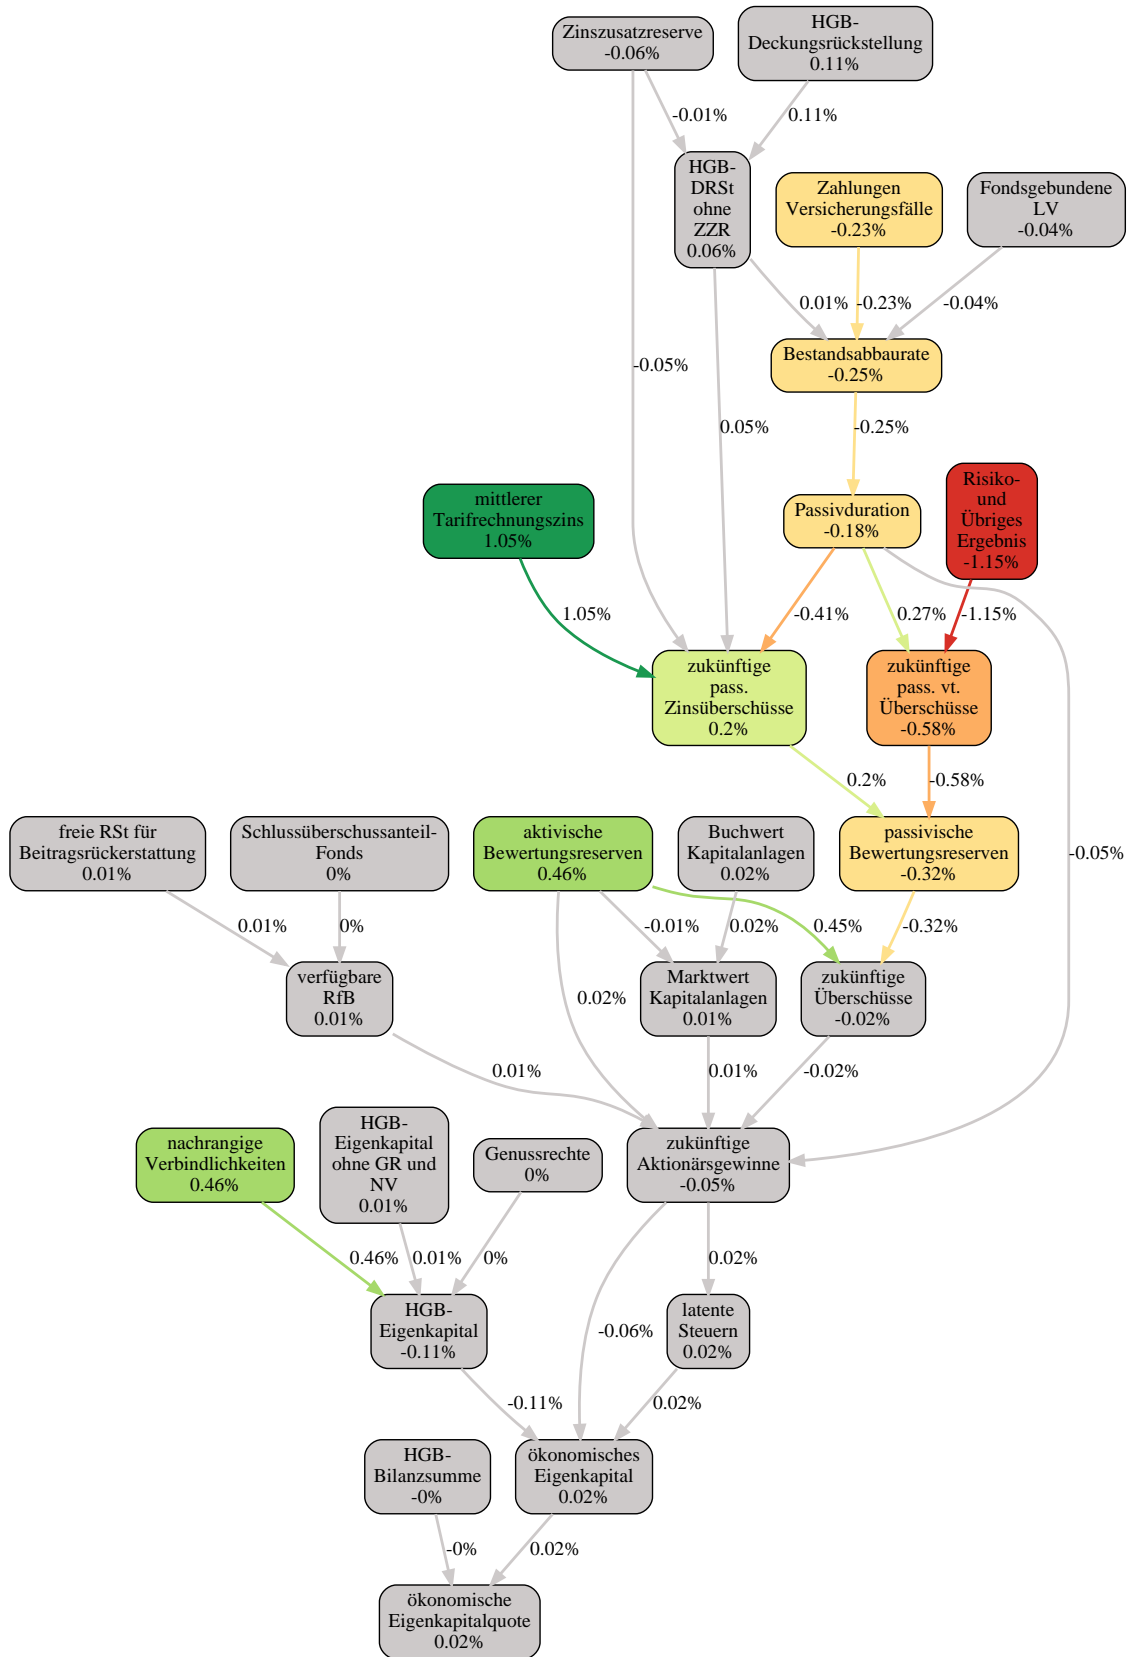 Zinszusatzreserve
-0.06%
HGB-
Deckungsrückstellung
0.11%
-0.01%
0.11%
HGB-
DRSt
ohne
ZZR
0.06%
Zahlungen
Versicherungsfälle
-0.23%
Fondsgebundene
LV
-0.04%
0.01%
-0.23%
-0.04%
Bestandsabbaurate
-0.25%
-0.05%
0.05%
-0.25%
mittlerer
Tarifrechnungszins
1.05%
Passivduration
-0.18%
Risiko-
und
Übriges
Ergebnis
-1.15%
1.05%
-0.41%
0.27%
-1.15%
zukünftige
pass.
Zinsüberschüsse
0.2%
zukünftige
pass. vt.
Überschüsse
-0.58%
0.2%
-0.58%
freie RSt für
Beitragsrückerstattung
0.01%
Schlussüberschussanteil-
Fonds
0%
aktivische
Bewertungsreserven
0.46%
Buchwert
Kapitalanlagen
0.02%
passivische
Bewertungsreserven
-0.32%
-0.05%
0.01%
0%
-0.01%
0.02%
0.45%
-0.32%
verfügbare
RfB
0.01%
0.02%
Marktwert
Kapitalanlagen
0.01%
zukünftige
Überschüsse
-0.02%
0.01%
0.01%
-0.02%
nachrangige
Verbindlichkeiten
0.46%
HGB-
Eigenkapital
ohne GR und
NV
0.01%
Genussrechte
0%
zukünftige
Aktionärsgewinne
-0.05%
0.46%
0.01%
0%
0.02%
HGB-
Eigenkapital
-0.11%
-0.06%
latente
Steuern
0.02%
-0.11%
0.02%
HGB-
Bilanzsumme
-0%
ökonomisches
Eigenkapital
0.02%
-0%
0.02%
ökonomische
Eigenkapitalquote
0.02%